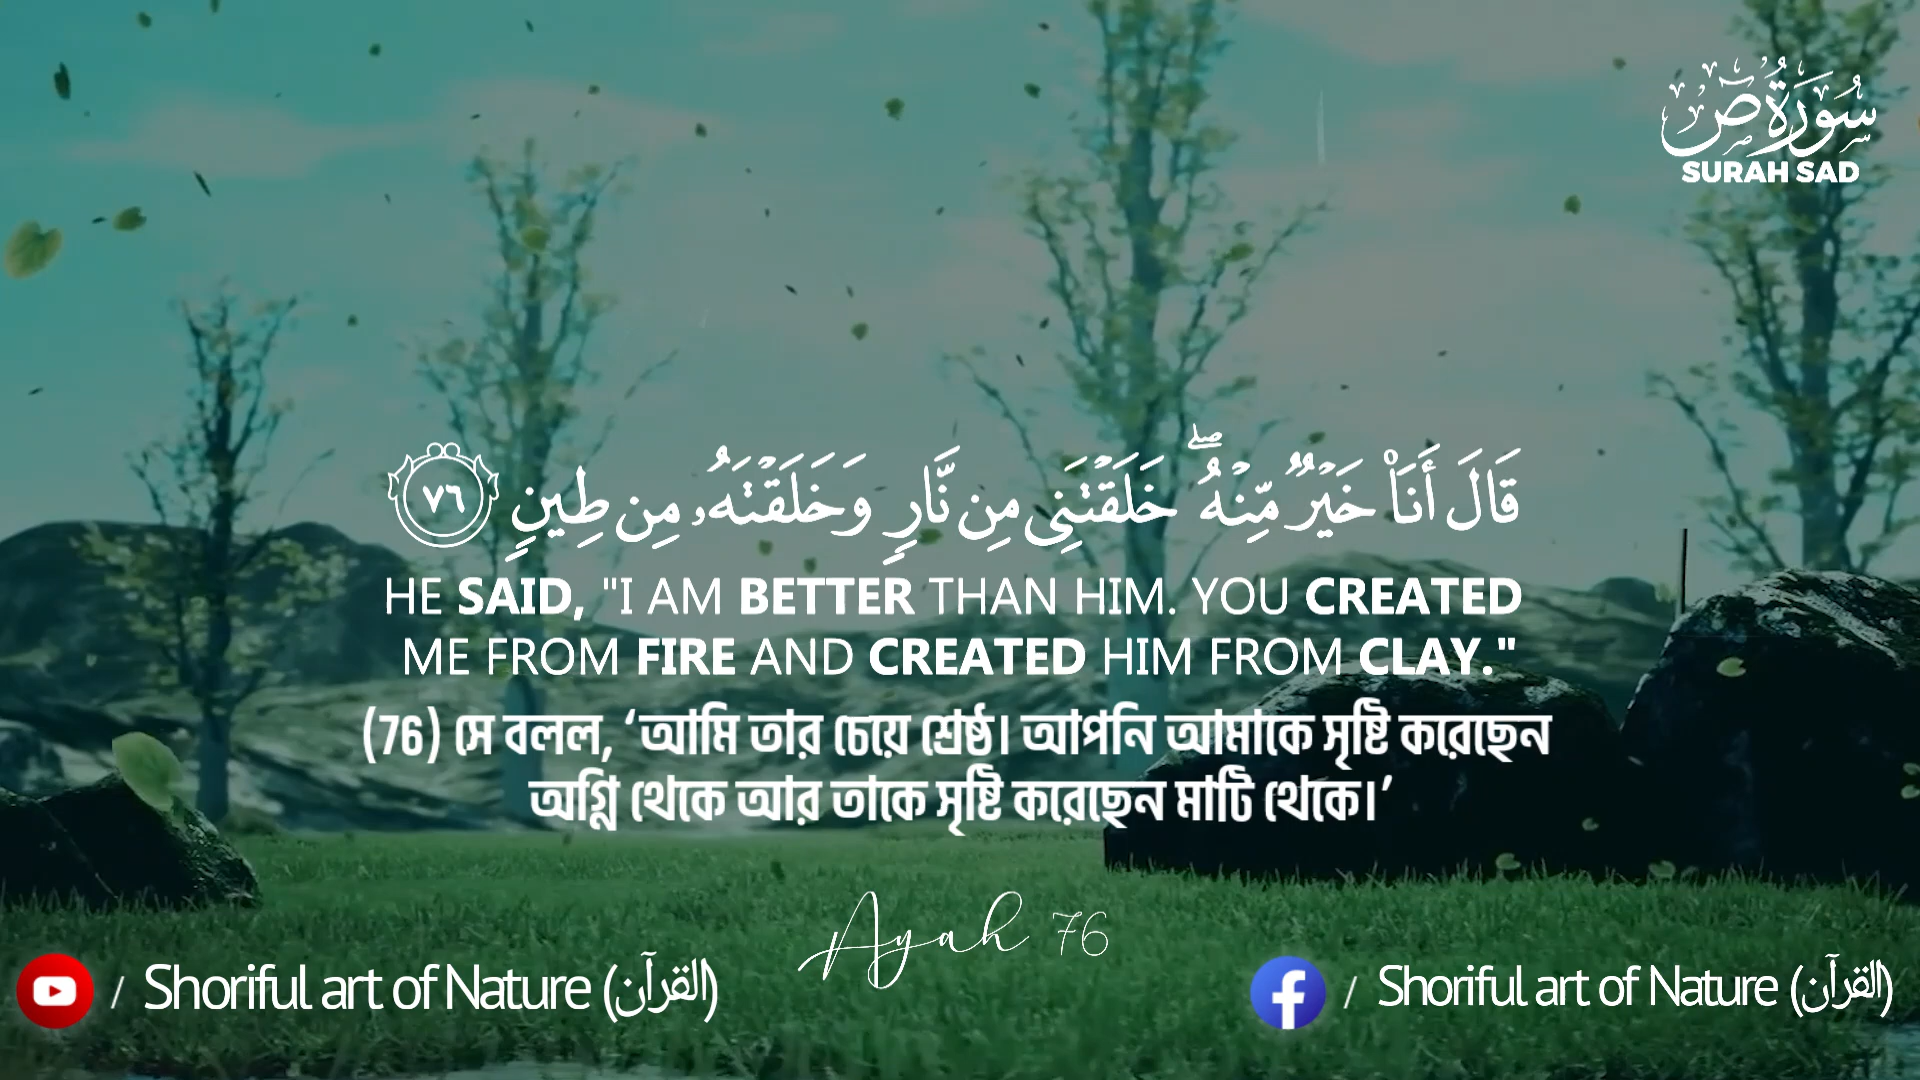 سُورَةُ صٓ
SURAH SAD
قَالَ أَنَا۠ خَيْرٌ مِّنْهُ ۖ خَلَقْتَنِى مِن نَّارٍ وَخَلَقْتَهُۥ مِن طِينٍ ٧٦
HE SAID, "I AM BETTER THAN HIM. YOU CREATED
ME FROM FIRE AND CREATED HIM FROM CLAY."
(76) সে বলল, ‘আমি তার চেয়ে শ্রেষ্ঠ। আপনি আমাকে সৃষ্টি করেছেন
অগ্নি থেকে আর তাকে সৃষ্টি করেছেন মাটি থেকে।’
Ayah 76
/ Shoriful art of Nature (القرآن)
/ Shoriful art of Nature (القرآن)